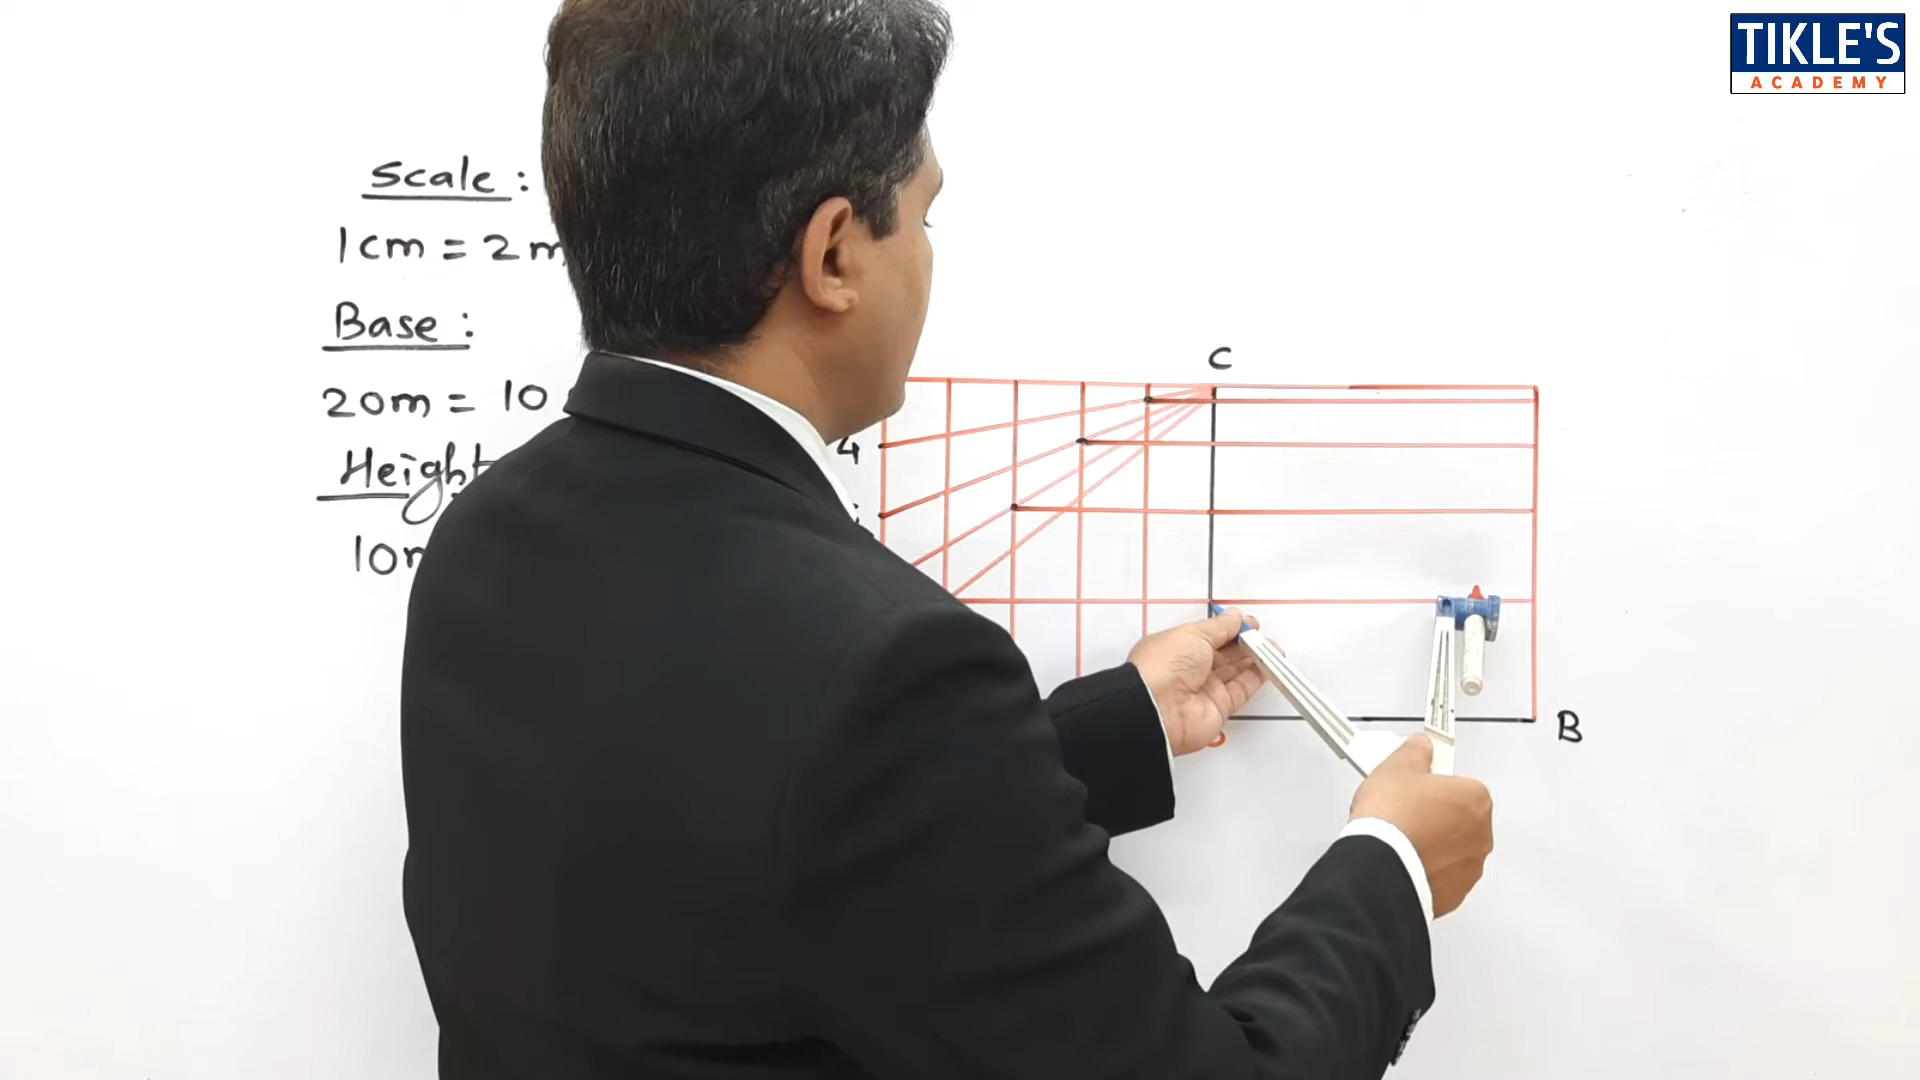 TIKLE'S
ACADEMY
Scale :
1cm = 2m
Base :
20m = 10
Height
10m
C
4
B